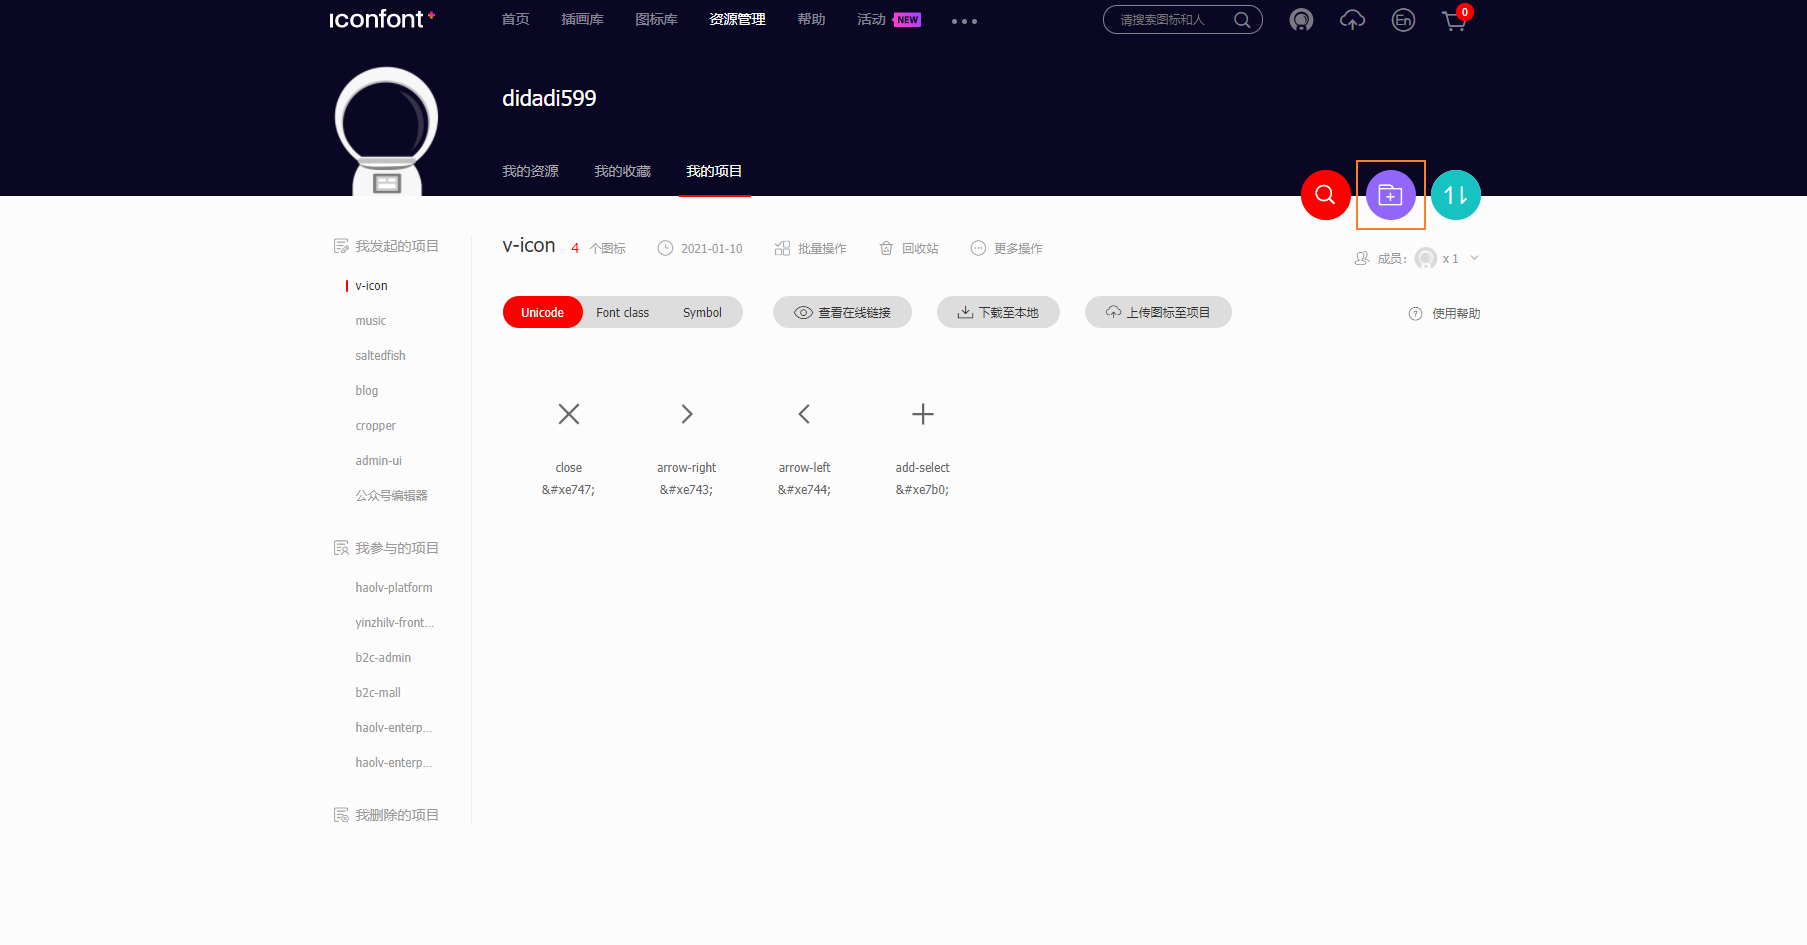 iconfont+
首页
插画库
图标库
资源管理
帮助
活动 NEW
请搜索图标和人
En
0
didadi599
我的资源
我的收藏
我的项目
我发起的项目
v-icon
music
saltedfish
blog
cropper
admin-ui
公众号编辑器
我参与的项目
haolv-platform
yinzhilv-front...
b2c-admin
b2c-mall
haolv-enterp...
haolv-enterp...
我删除的项目
v-icon 4 个图标 2021-01-10 批量操作 回收站 更多操作
成员: x 1
Unicode Font class Symbol 查看在线链接 下载至本地 上传图标至项目
使用帮助
close
&#xe747;
arrow-right
&#xe743;
arrow-left
&#xe744;
add-select
&#xe7b0;